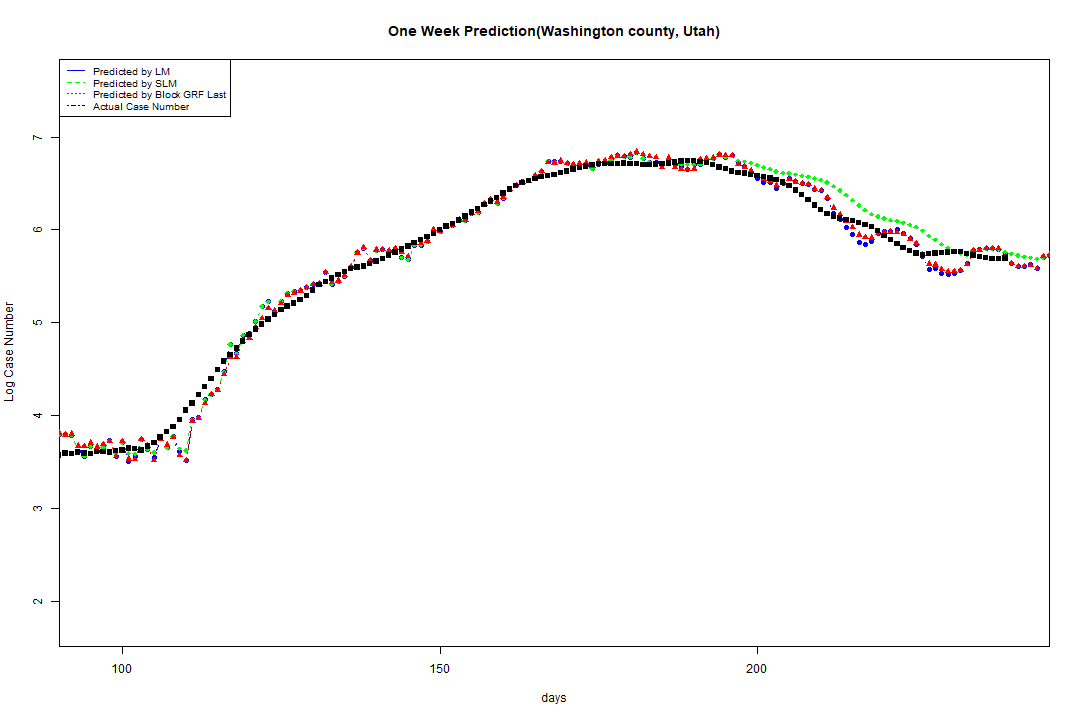 One Week Prediction(Washington county, Utah)
Predicted by LM
Predicted by SLM
Predicted by Block GRF Last
Actual Case Number
7
6
5
4
3
2
Log Case Number
100
150
200
days